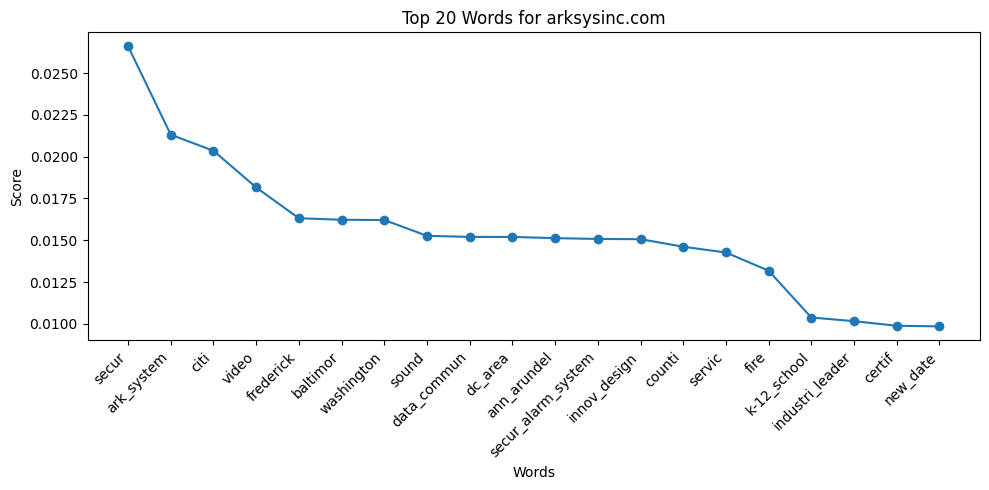 Top 20 Words for arksysinc.com
Score
0.0250
0.0225
0.0200
0.0175
0.0150
0.0125
0.0100
secur
ark_system
citi
video
frederick
baltimor
washington
sound
data_commun
dc_area
ann_arundel
secur_alarm_system
innov_design
counti
servic
fire
k-12_school
industri_leader
certif
new_date
Words